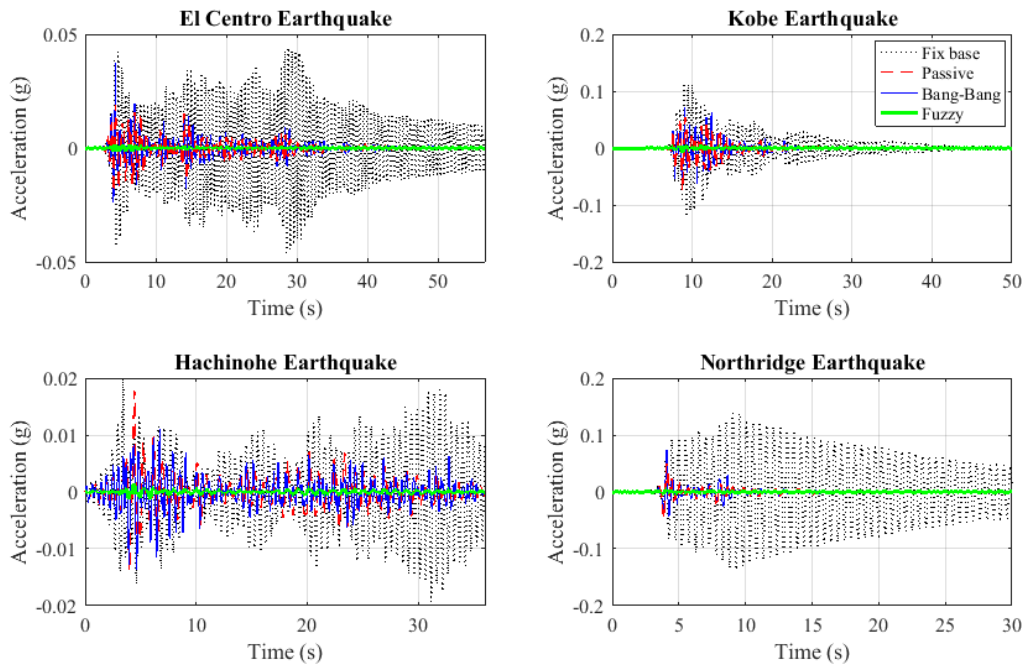 El Centro Earthquake
0.05
0
-0.05
Acceleration (g)
0 10 20 30 40 50
Time (s)
Kobe Earthquake
0.2
0.1
0.0
-0.1
-0.2
Acceleration (g)
Fix base
Passive
Bang-Bang
Fuzzy
0 10 20 30 40 50
Time (s)
Hachinohe Earthquake
0.02
0.01
0
-0.01
-0.02
Acceleration (g)
0 10 20 30
Time (s)
Northridge Earthquake
0.2
0.1
0
-0.1
-0.2
Acceleration (g)
0 5 10 15 20 25 30
Time (s)